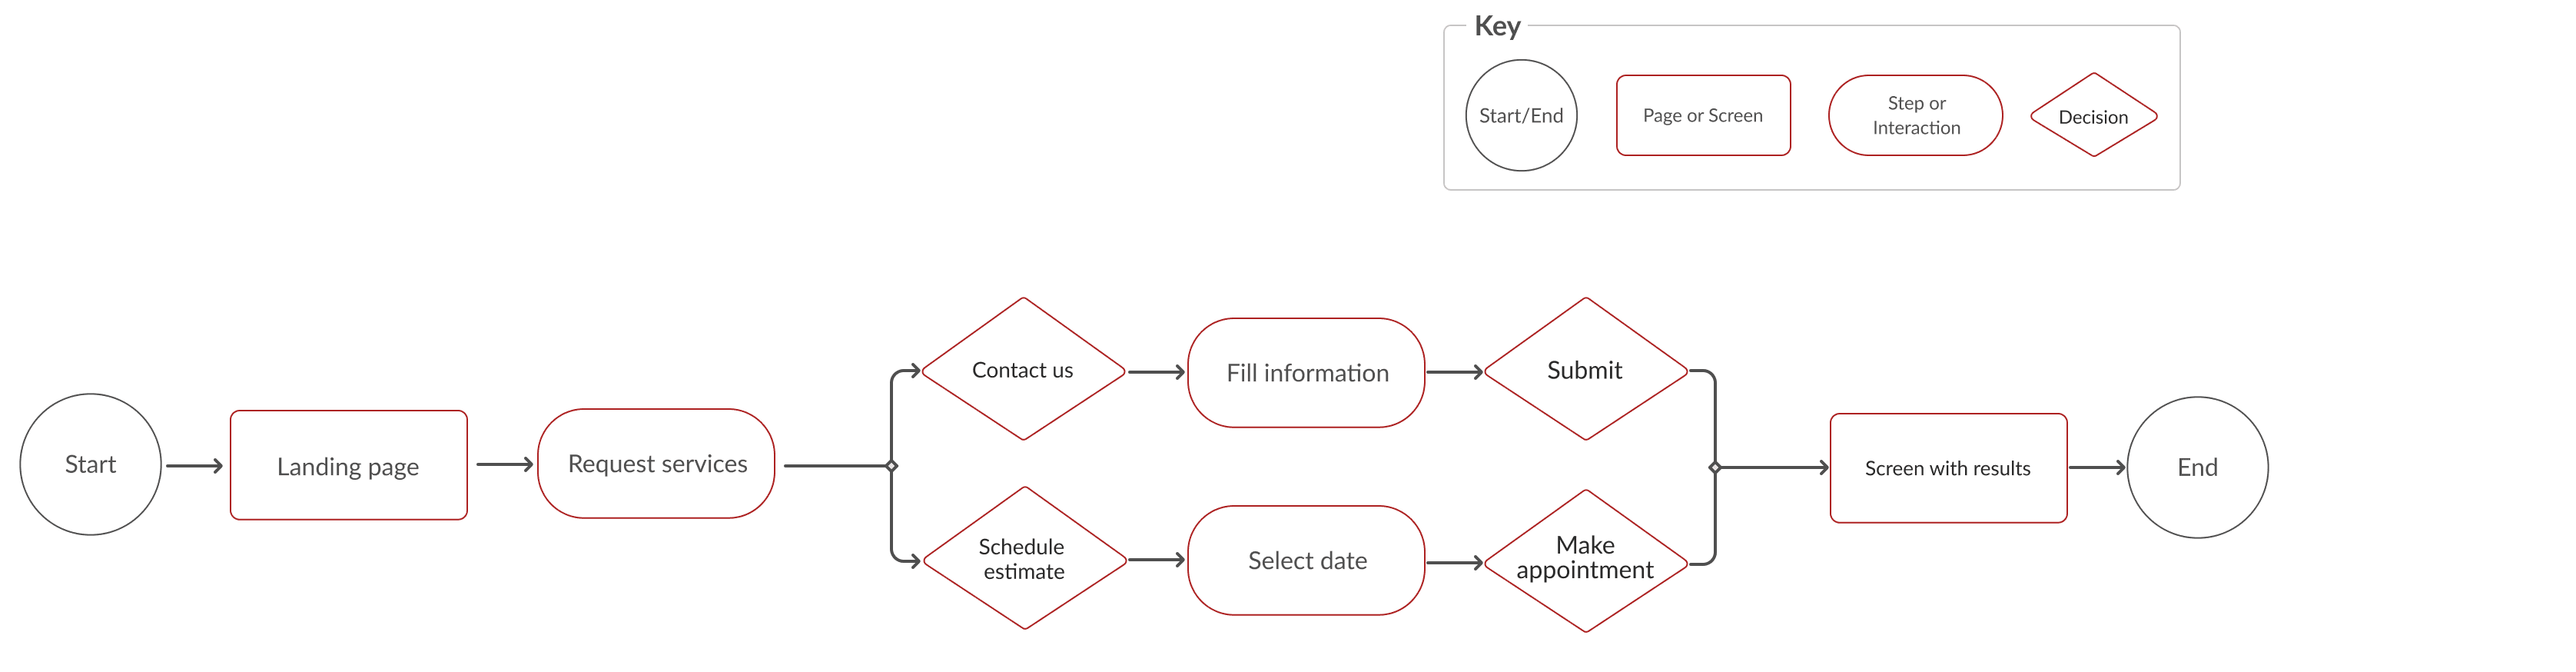 Key
Start/End
Page or Screen
Step or
Interaction
Decision
Start
Landing page
Request services
Contact us
Fill information
Submit
Schedule
estimate
Select date
Make
appointment
Screen with results
End